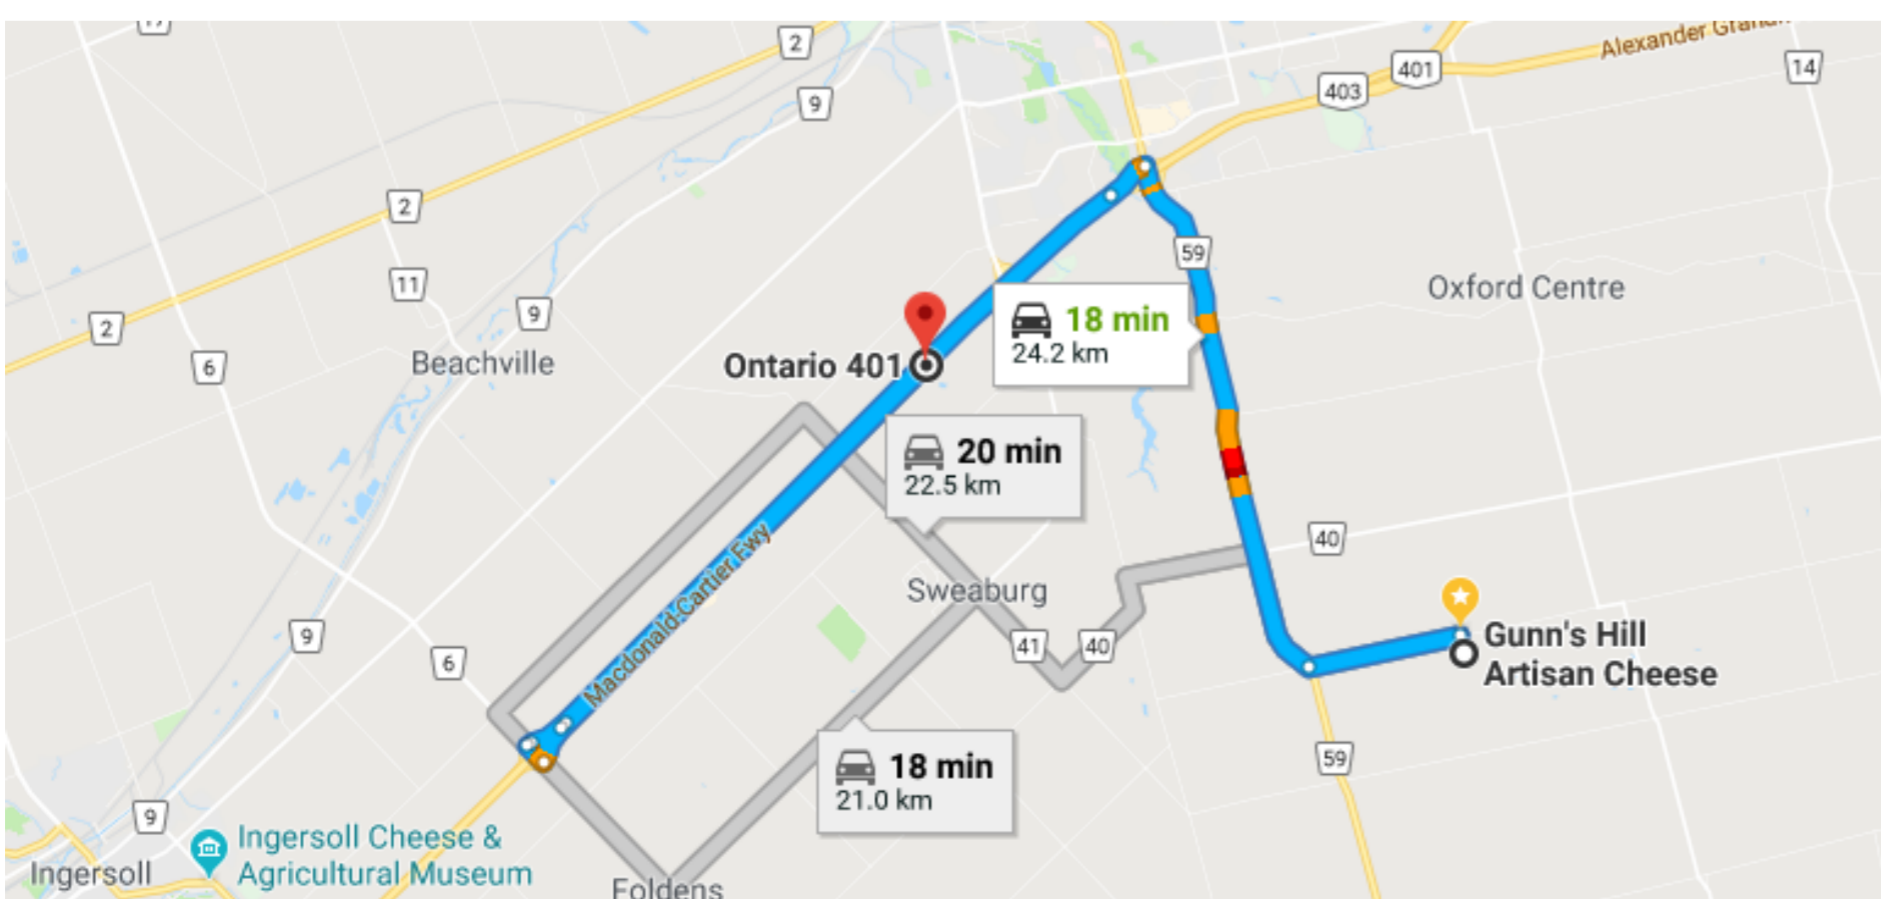 17
2
Alexander Graham
401
14
403
9
2
59
11
Oxford Centre
9
18 min
24.2 km
2
Beachville
6
Ontario 401
20 min
22.5 km
40
Macdonald-Cartier Fwy
Sweaburg
9
41
40
Gunn's Hill
Artisan Cheese
6
59
18 min
21.0 km
9
Ingersoll Cheese &
Agricultural Museum
Ingersoll
Foldens